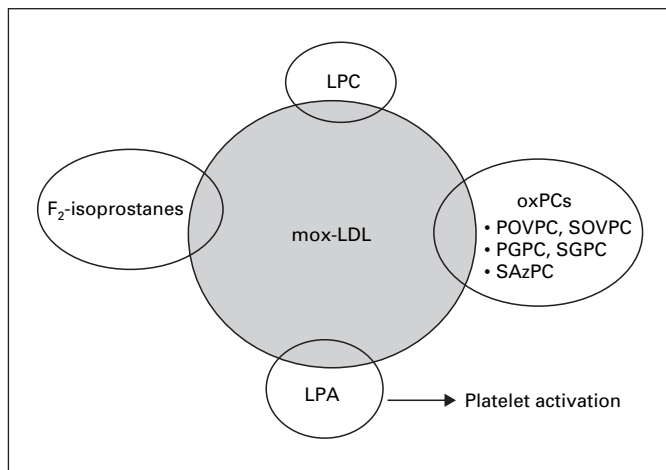 LPC
F₂-isoprostanes
mox-LDL
oxPCs
• POVPC, SOVPC
• PGPC, SGPC
• SAzPC
LPA
Platelet activation